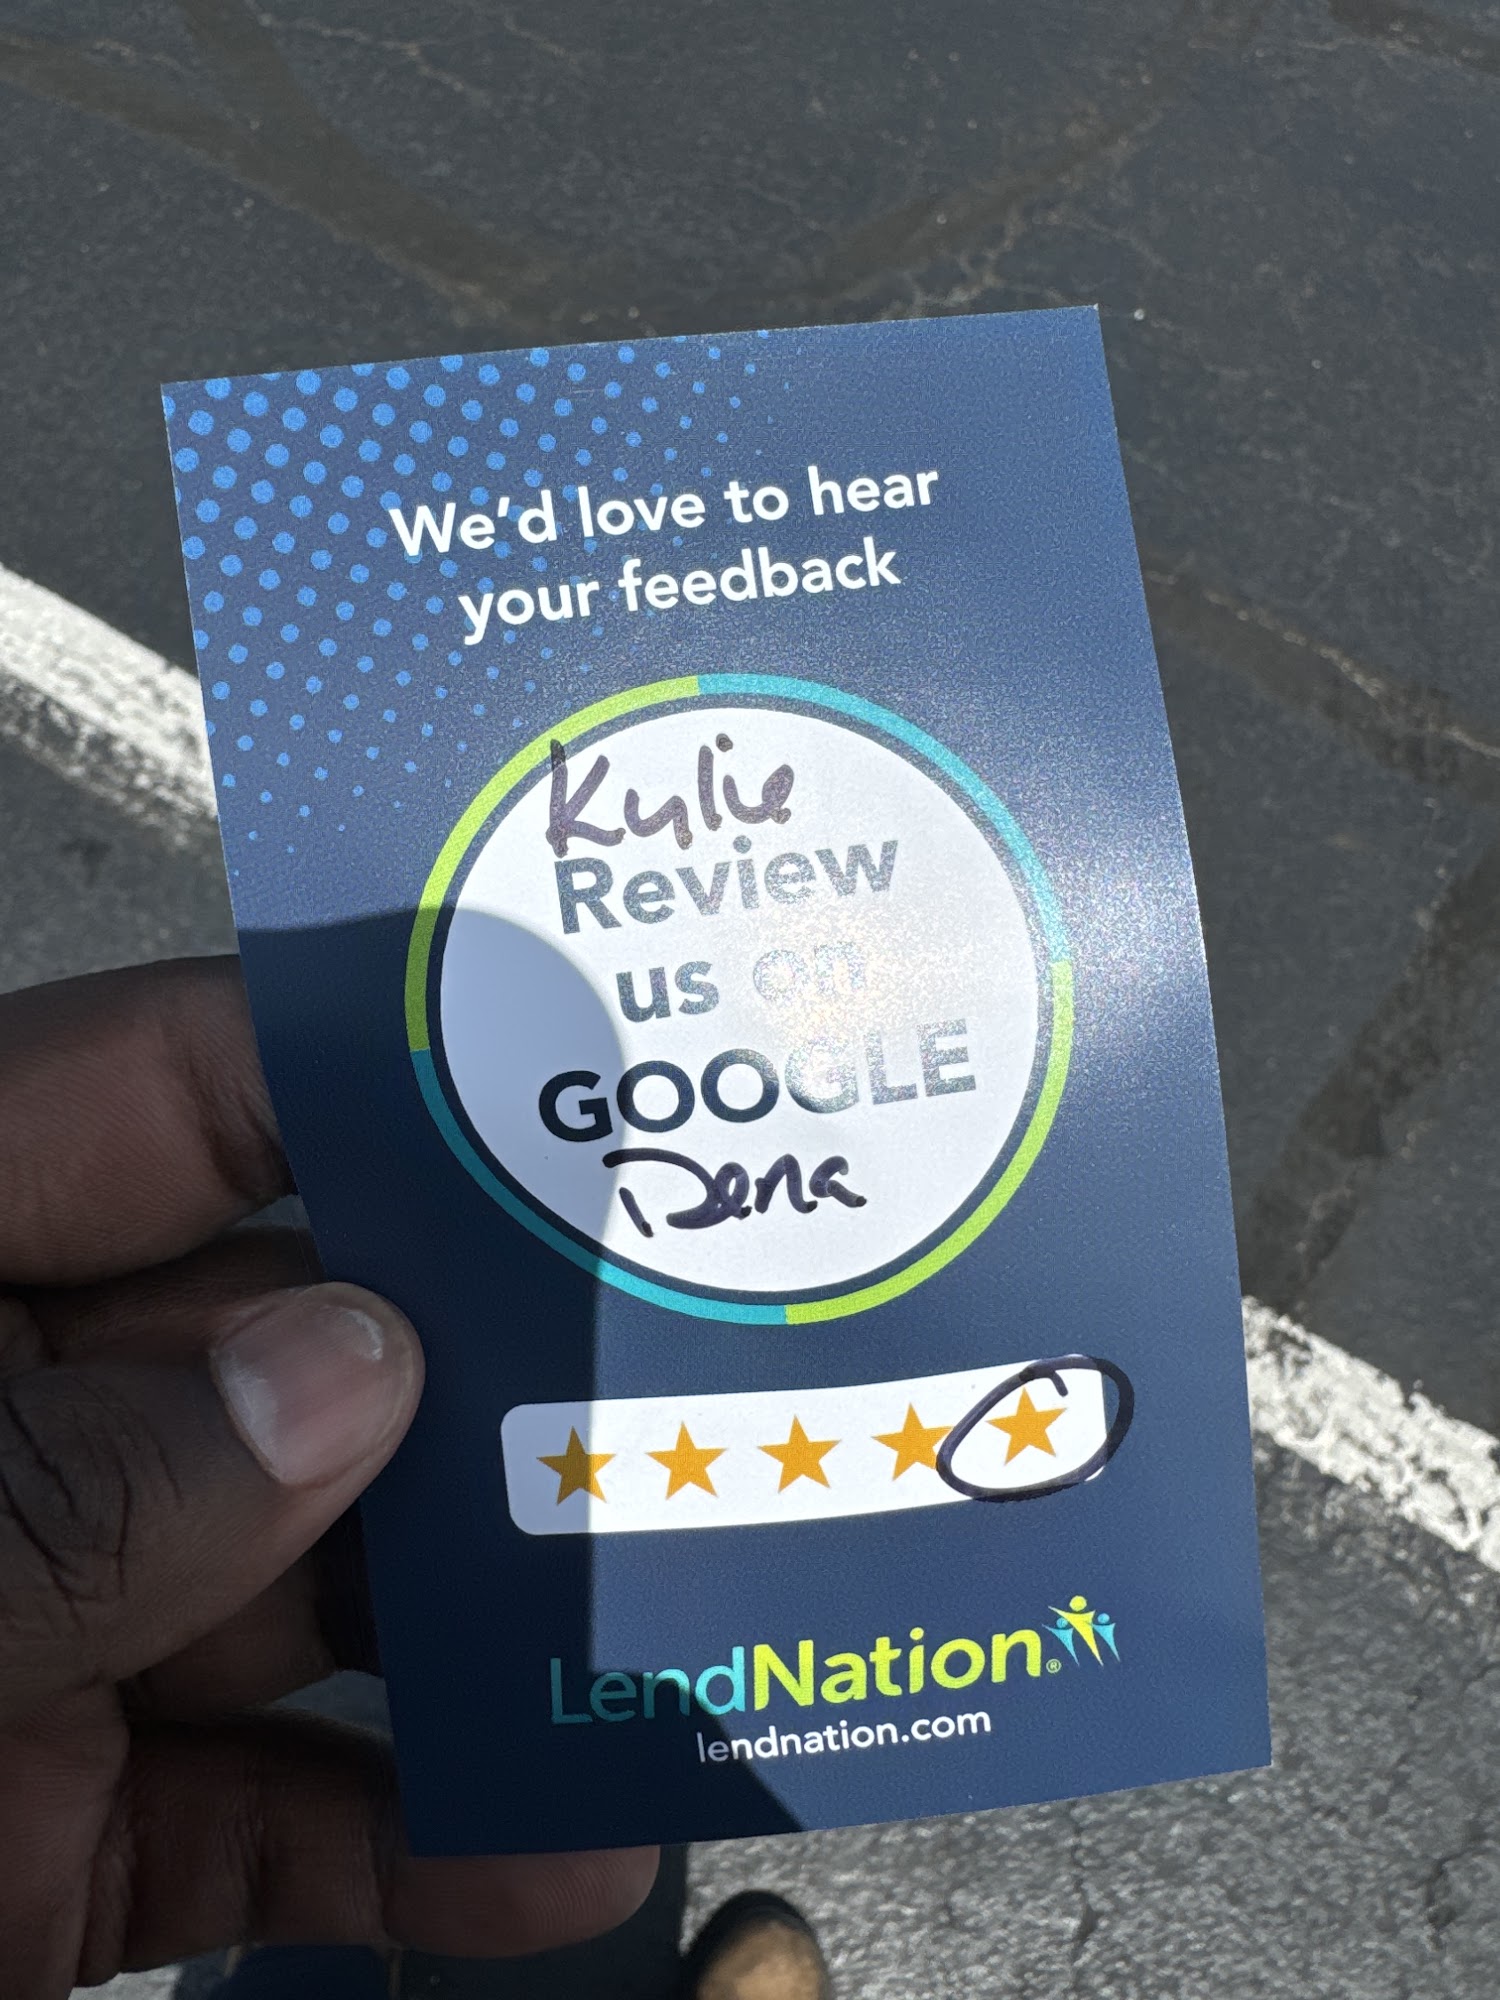 We'd love to hear
your feedback
Kylie
Review
us on
GOOGLE
Dena
LendNation®
lendnation.com